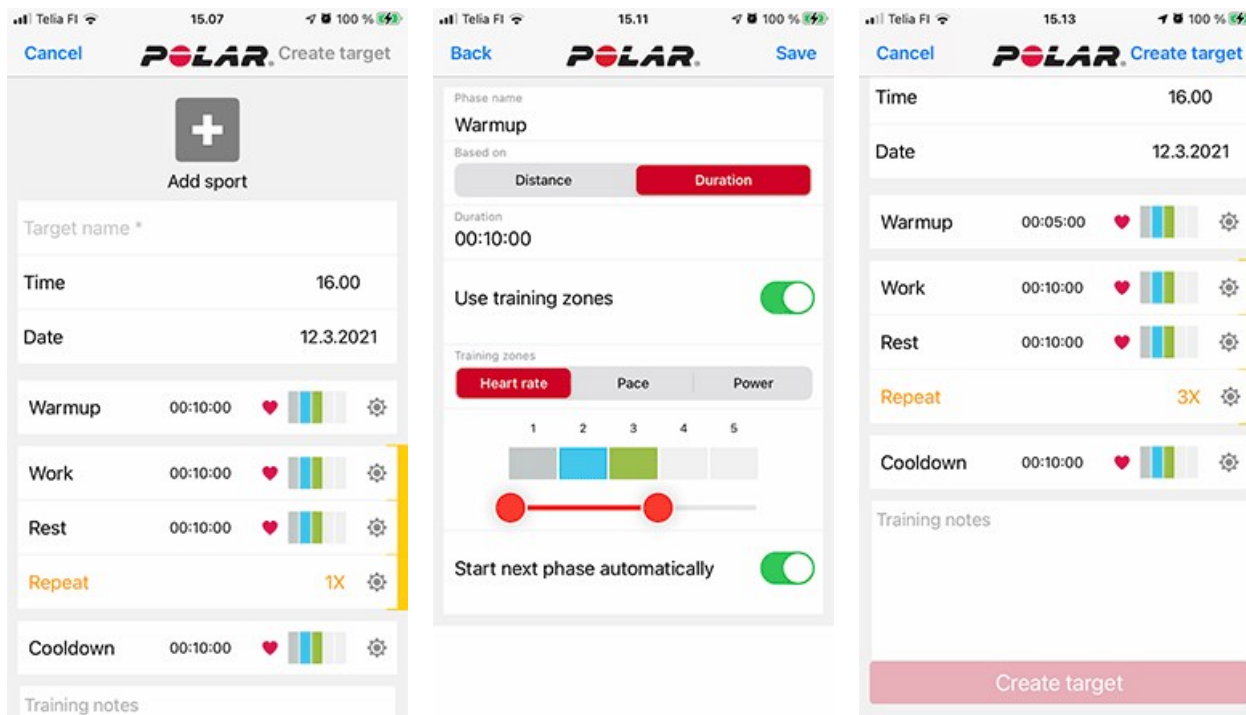 Telia FI 15.07 100 %
Cancel POLAR. Create target
Add sport
Target name *
Time 16.00
Date 12.3.2021
Warmup 00:10:00
Work 00:10:00
Rest 00:10:00
Repeat 1X
Cooldown 00:10:00
Training notes
Telia FI 15.11 100 %
Back POLAR. Save
Phase name
Warmup
Based on
Distance Duration
Duration
00:10:00
Use training zones
Training zones
Heart rate Pace Power
1 2 3 4 5
Start next phase automatically
Telia FI 15.13 100 %
Cancel POLAR. Create target
Time 16.00
Date 12.3.2021
Warmup 00:05:00
Work 00:10:00
Rest 00:10:00
Repeat 3X
Cooldown 00:10:00
Training notes
Create target